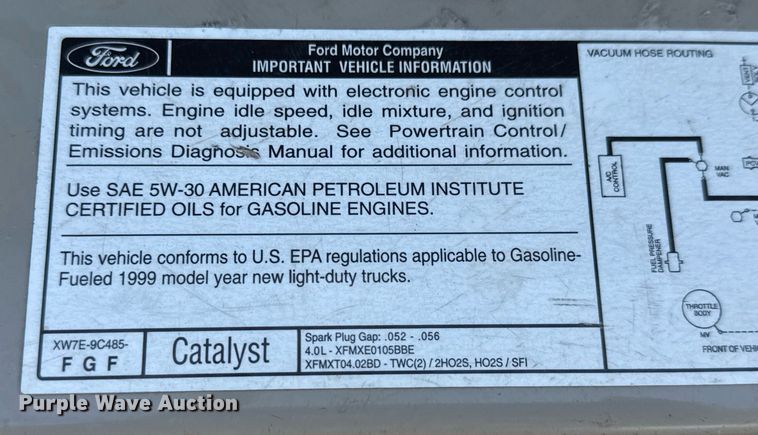 Ford
Ford Motor Company
IMPORTANT VEHICLE INFORMATION
This vehicle is equipped with electronic engine control
systems. Engine idle speed, idle mixture, and ignition
timing are not adjustable. See Powertrain Control/
Emissions Diagnosis Manual for additional information.
Use SAE 5W-30 AMERICAN PETROLEUM INSTITUTE
CERTIFIED OILS for GASOLINE ENGINES.
This vehicle conforms to U.S. EPA regulations applicable to Gasoline-
Fueled 1999 model year new light-duty trucks.
XW7E-9C485-
F G F
Catalyst
Spark Plug Gap: .052 - .056
4.0L - XFMXE0105BBE
XFMXT04.02BD - TWC(2) / 2HO2S, HO2S / SFI
VACUUM HOSE ROUTING
VENT
A/C
CONTROL
MAN
VAC
FUEL PRESSURE
DAMPENER
THROTTLE
BODY
MV
FRONT OF VEHICL
Purple Wave Auction